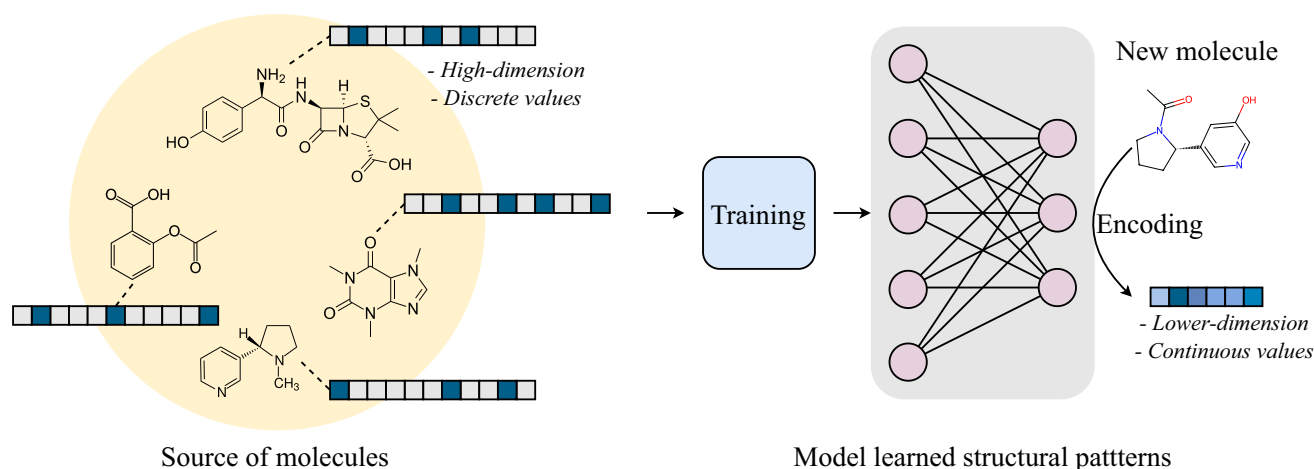 - High-dimension
- Discrete values
NH₂
H
N
H
S
HO
O
O
N
O
OH
OH
O
O
O
O
O
N
N
O
N
N
H
N
N
CH₃
Source of molecules
Training
New molecule
O
OH
N
N
Encoding
- Lower-dimension
- Continuous values
Model learned structural pattterns